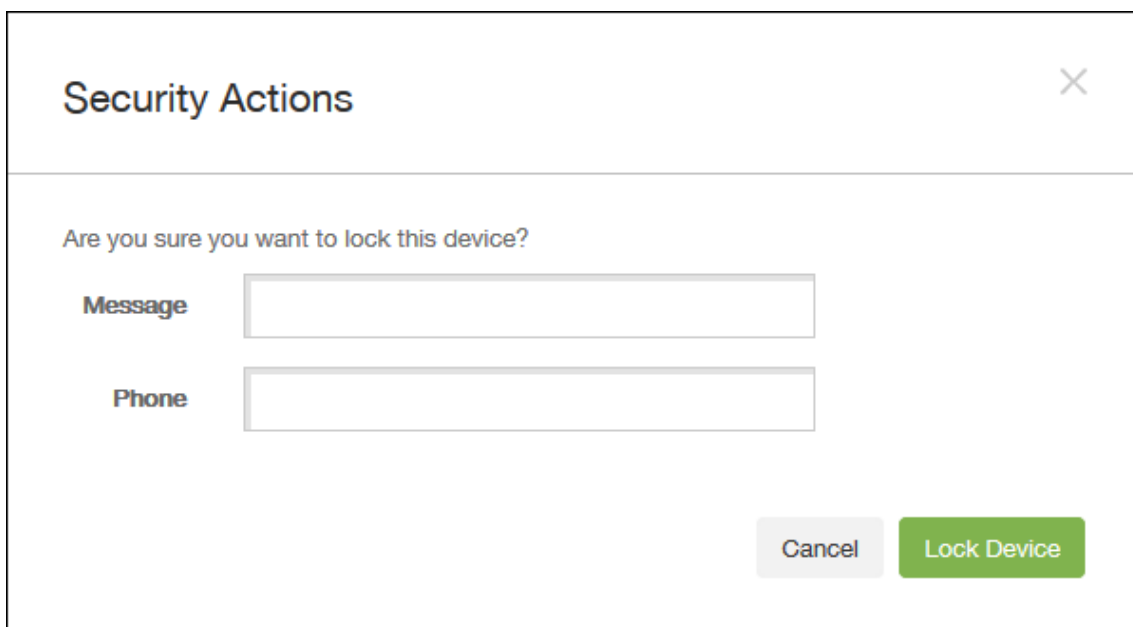 Security Actions
Are you sure you want to lock this device?
Message
Phone
Cancel Lock Device